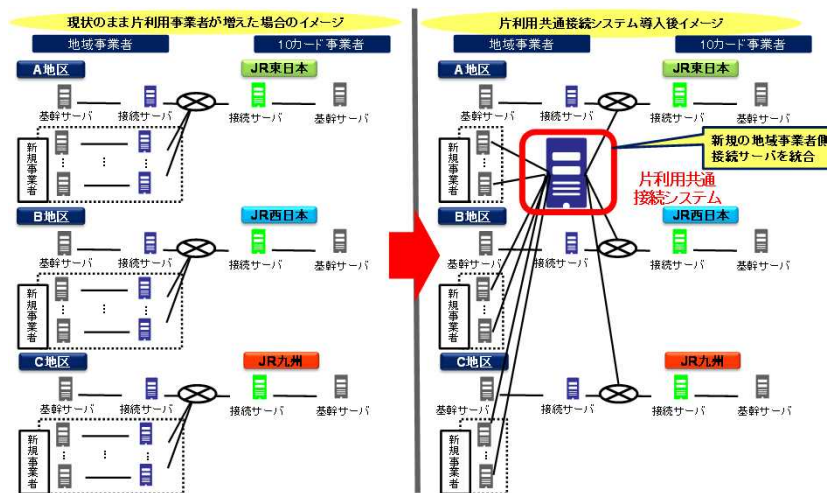 現状のまま片利用事業者が増えた場合のイメージ
地域事業者
10カード事業者
A地区
JR東日本
基幹サーバ
接続サーバ
接続サーバ
基幹サーバ
新規事業者
B地区
JR西日本
基幹サーバ
接続サーバ
接続サーバ
基幹サーバ
新規事業者
C地区
JR九州
基幹サーバ
接続サーバ
接続サーバ
基幹サーバ
新規事業者
片利用共通接続システム導入後イメージ
地域事業者
10カード事業者
A地区
JR東日本
基幹サーバ
接続サーバ
接続サーバ
基幹サーバ
新規事業者
新規の地域事業者側
接続サーバを統合
片利用共通
接続システム
B地区
JR西日本
基幹サーバ
接続サーバ
接続サーバ
基幹サーバ
新規事業者
C地区
JR九州
基幹サーバ
接続サーバ
接続サーバ
基幹サーバ
新規事業者